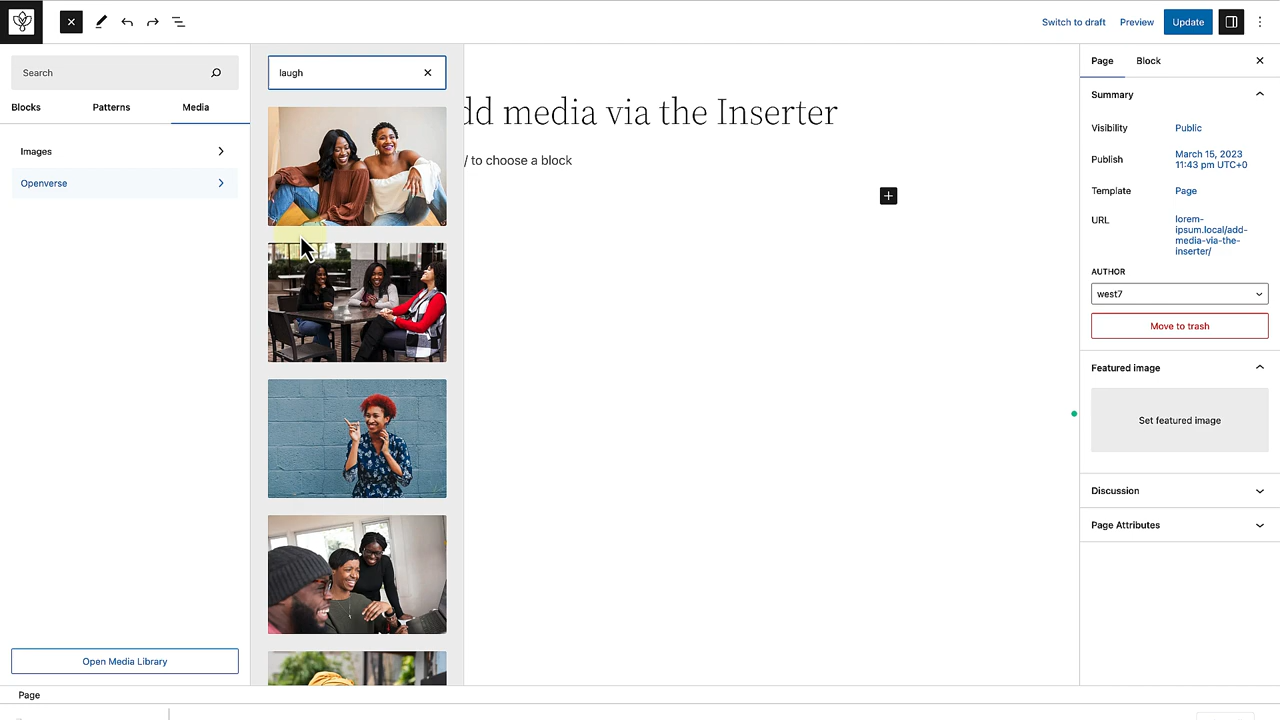 Switch to draft
Preview
Update
Search
Blocks
Patterns
Media
Images
Openverse
Open Media Library
laugh
dd media via the Inserter
/ to choose a block
Page
Block
Summary
Visibility
Public
Publish
March 15, 2023
11:43 pm UTC+0
Template
Page
URL
lorem-
ipsum.local/add-
media-via-the-
inserter/
AUTHOR
west7
Move to trash
Featured image
Set featured image
Discussion
Page Attributes
Page